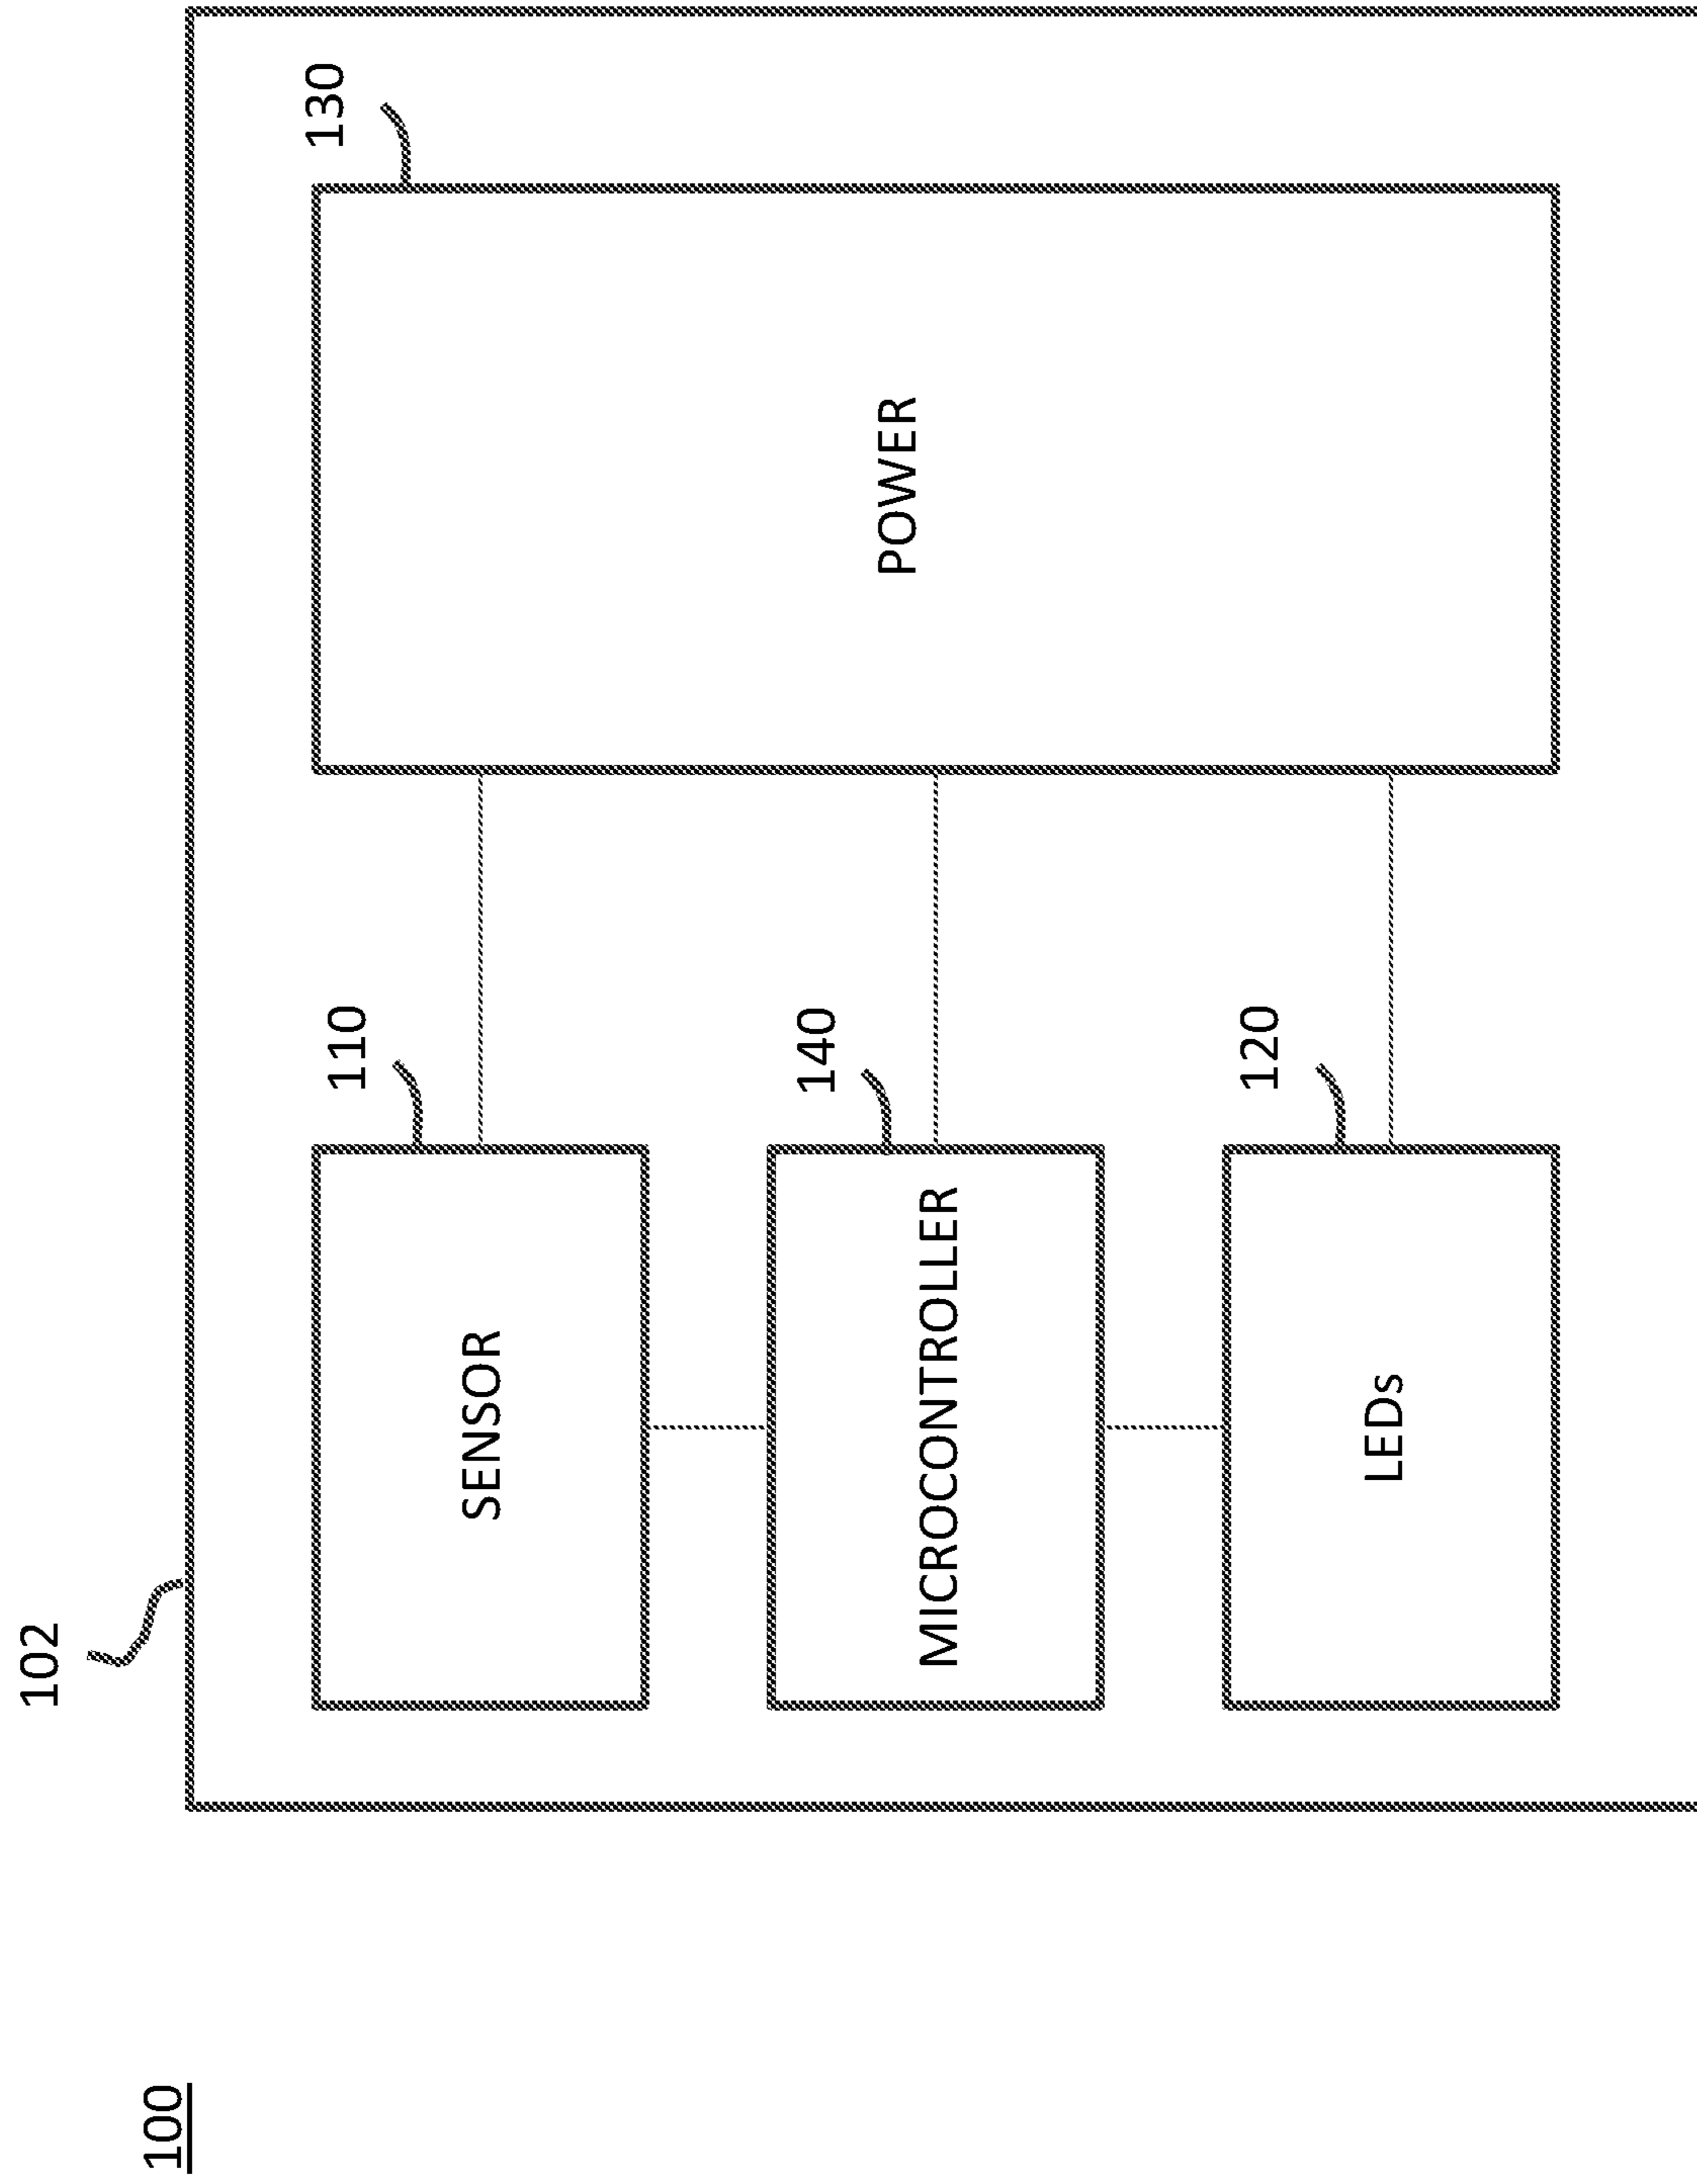 102
100
110
130
SENSOR
140
POWER
MICROCONTROLLER
120
LEDs